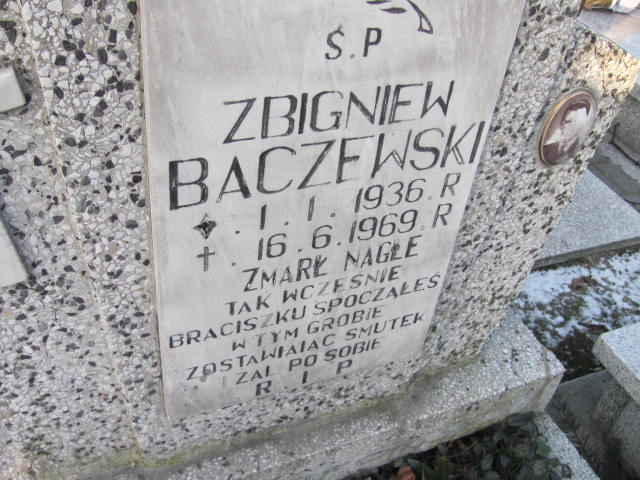 Ś.P
ZBIGNIEW
BACZEWSKI
. 1. 1. 1936.R
. 16.6.1969.R
ZMARŁ NAGLE
TAK WCZEŚNIE
BRACISZKU SPOCZĄŁEŚ
W TYM GROBIE
ZOSTAWIAIĄC SMUTEK
I ŻAL PO SOBIE
R I P